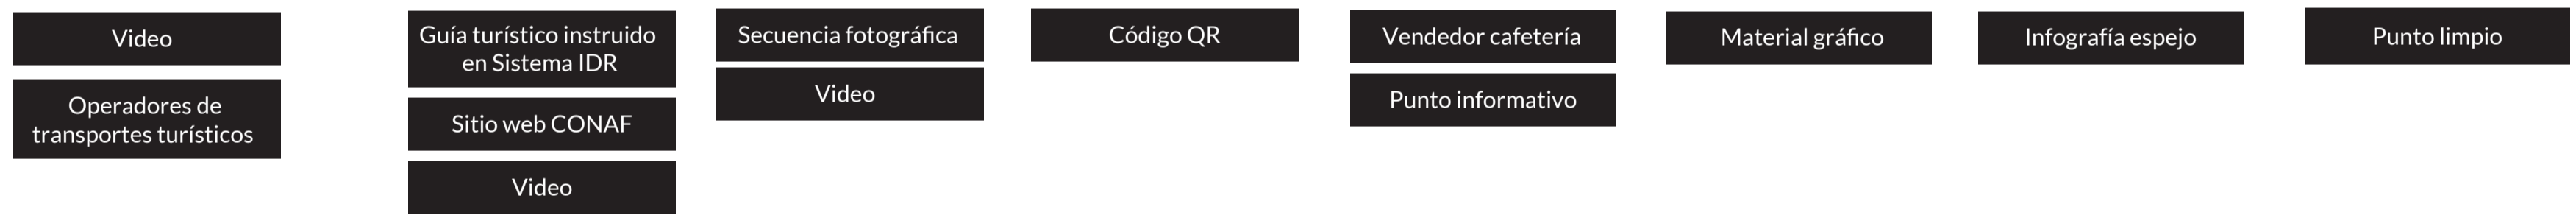 Video
Operadores de
transportes turísticos
Guía turístico instruido
en Sistema IDR
Sitio web CONAF
Video
Secuencia fotográfica
Video
Código QR
Vendedor cafetería
Punto informativo
Material gráfico
Infografía espejo
Punto limpio